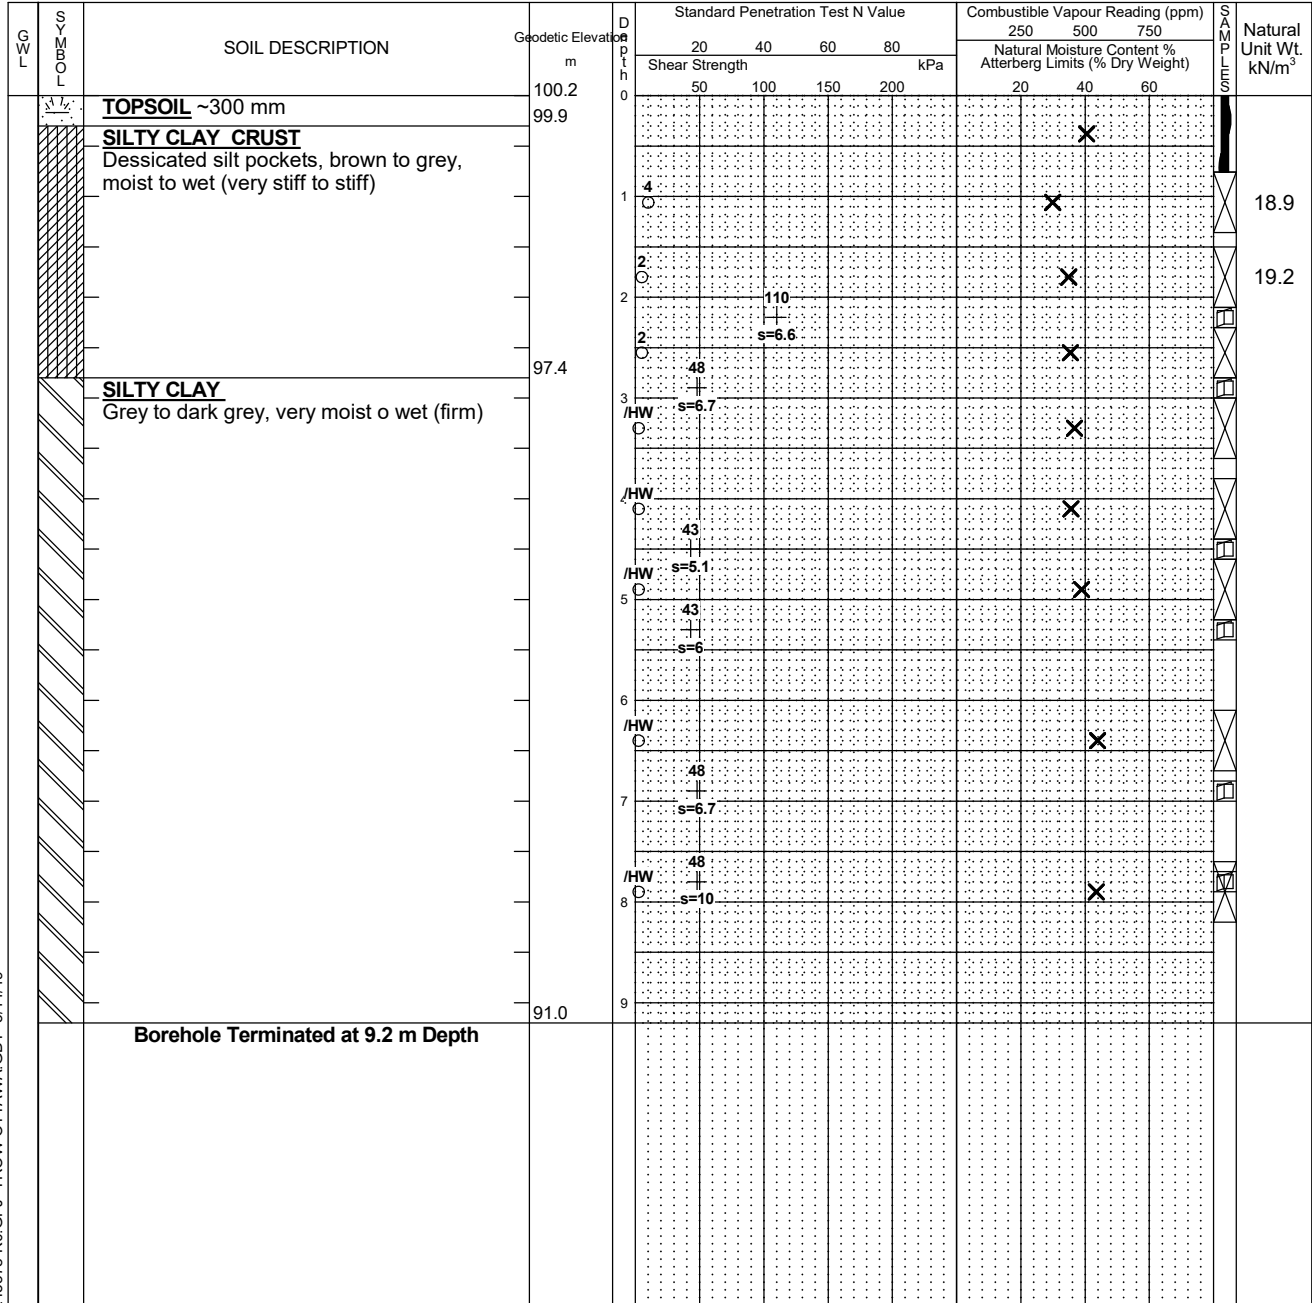 GWL
SYMBOL
SOIL DESCRIPTION
Geodetic Elevation
m
Depth
Standard Penetration Test N Value
20 40 60 80
Shear Strength kPa
50 100 150 200
Combustible Vapour Reading (ppm)
250 500 750
Natural Moisture Content %
Atterberg Limits (% Dry Weight)
20 40 60
SAMPLES
Natural
Unit Wt.
kN/m³
100.2
0
TOPSOIL ~300 mm
99.9
SILTY CLAY CRUST
Dessicated silt pockets, brown to grey,
moist to wet (very stiff to stiff)
4
1
18.9
2
19.2
2
110
s=6.6
2
97.4
48
SILTY CLAY
Grey to dark grey, very moist o wet (firm)
3
s=6.7
/HW
4
/HW
43
s=5.1
/HW
5
43
s=6
6
/HW
48
7
s=6.7
48
/HW
s=10
8
9
91.0
Borehole Terminated at 9.2 m Depth